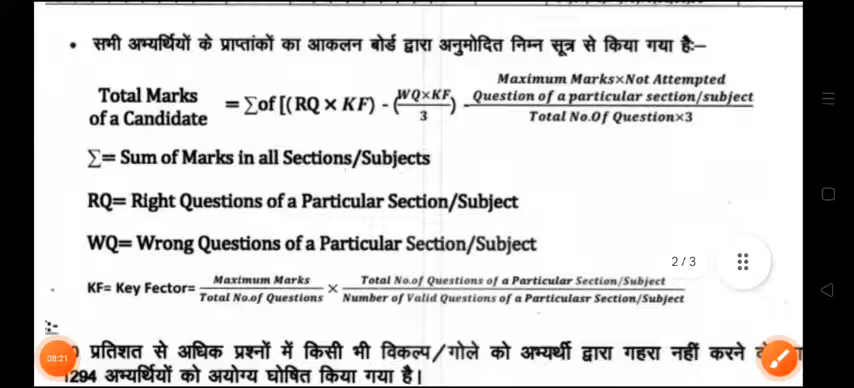 • सभी अभ्यर्थियों के प्राप्तांकों का आकलन बोर्ड द्वारा अनुमोदित निम्न सूत्र से किया गया हैः–
Total Marks of a Candidate = ∑of [(RQ × KF) - (WQ×KF/3) - Maximum Marks×Not Attempted Question of a particular section/subject / Total No.Of Question×3
∑= Sum of Marks in all Sections/Subjects
RQ= Right Questions of a Particular Section/Subject
WQ= Wrong Questions of a Particular Section/Subject
2 / 3
KF= Key Factor= Maximum Marks / Total No.of Questions × Total No.of Questions of a Particular Section/Subject / Number of Valid Questions of a Particulasr Section/Subject
:-
08:21
प्रतिशत से अधिक प्रश्नों में किसी भी विकल्प/गोले को अभ्यर्थी द्वारा गहरा नहीं करने
1294 अभ्यर्थियों को अयोग्य घोषित किया गया है।